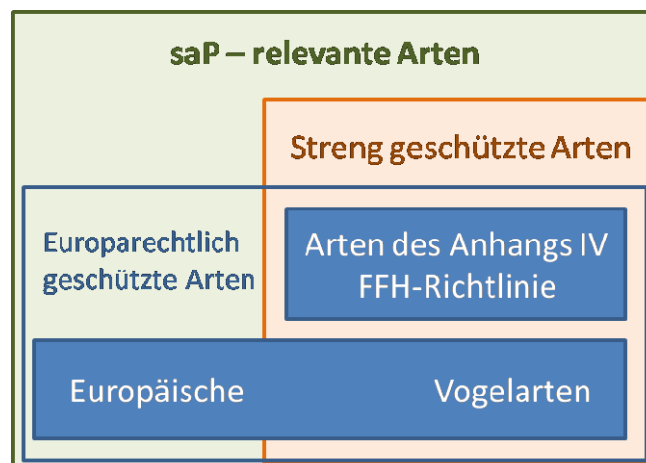 saP – relevante Arten
Streng geschützte Arten
Europarechtlich
geschützte Arten
Arten des Anhangs IV
FFH-Richtlinie
Europäische Vogelarten